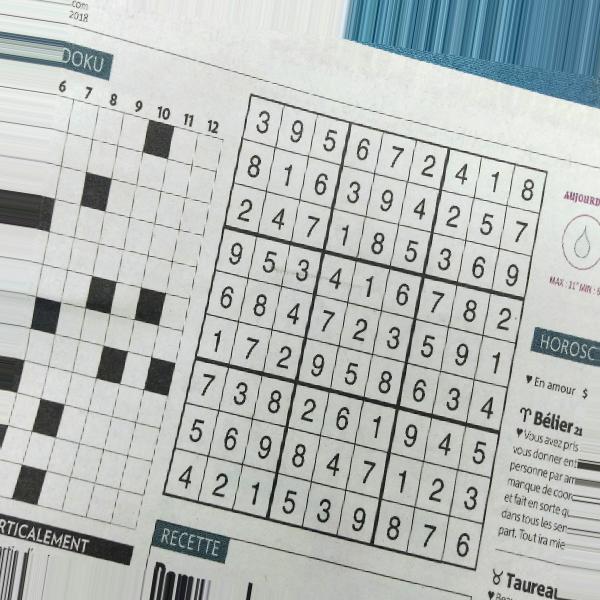 .com
2018
DOKU
6 7 8 9 10 11 12
3 9 5 6 7 2 4 1 8
8 1 6 3 9 4 2 5 7
2 4 7 1 8 5 3 6 9
9 5 3 4 1 6 7 8 2
6 8 4 7 2 3 5 9 1
1 7 2 9 5 8 6 3 4
7 3 8 2 6 1 9 4 5
5 6 9 8 4 7 1 2 3
4 2 1 5 3 9 8 7 6
AUJOURD
MAX : 11° MIN :
HOROSC
♥ En amour $
♈ Bélier 21
♥ Vous avez pris
vous donner ent
personne par am
marque de coor
et fait en sorte qu
dans tous les sen
part. Tout ira mie
♉ Taureau
RTICALEMENT
RECETTE